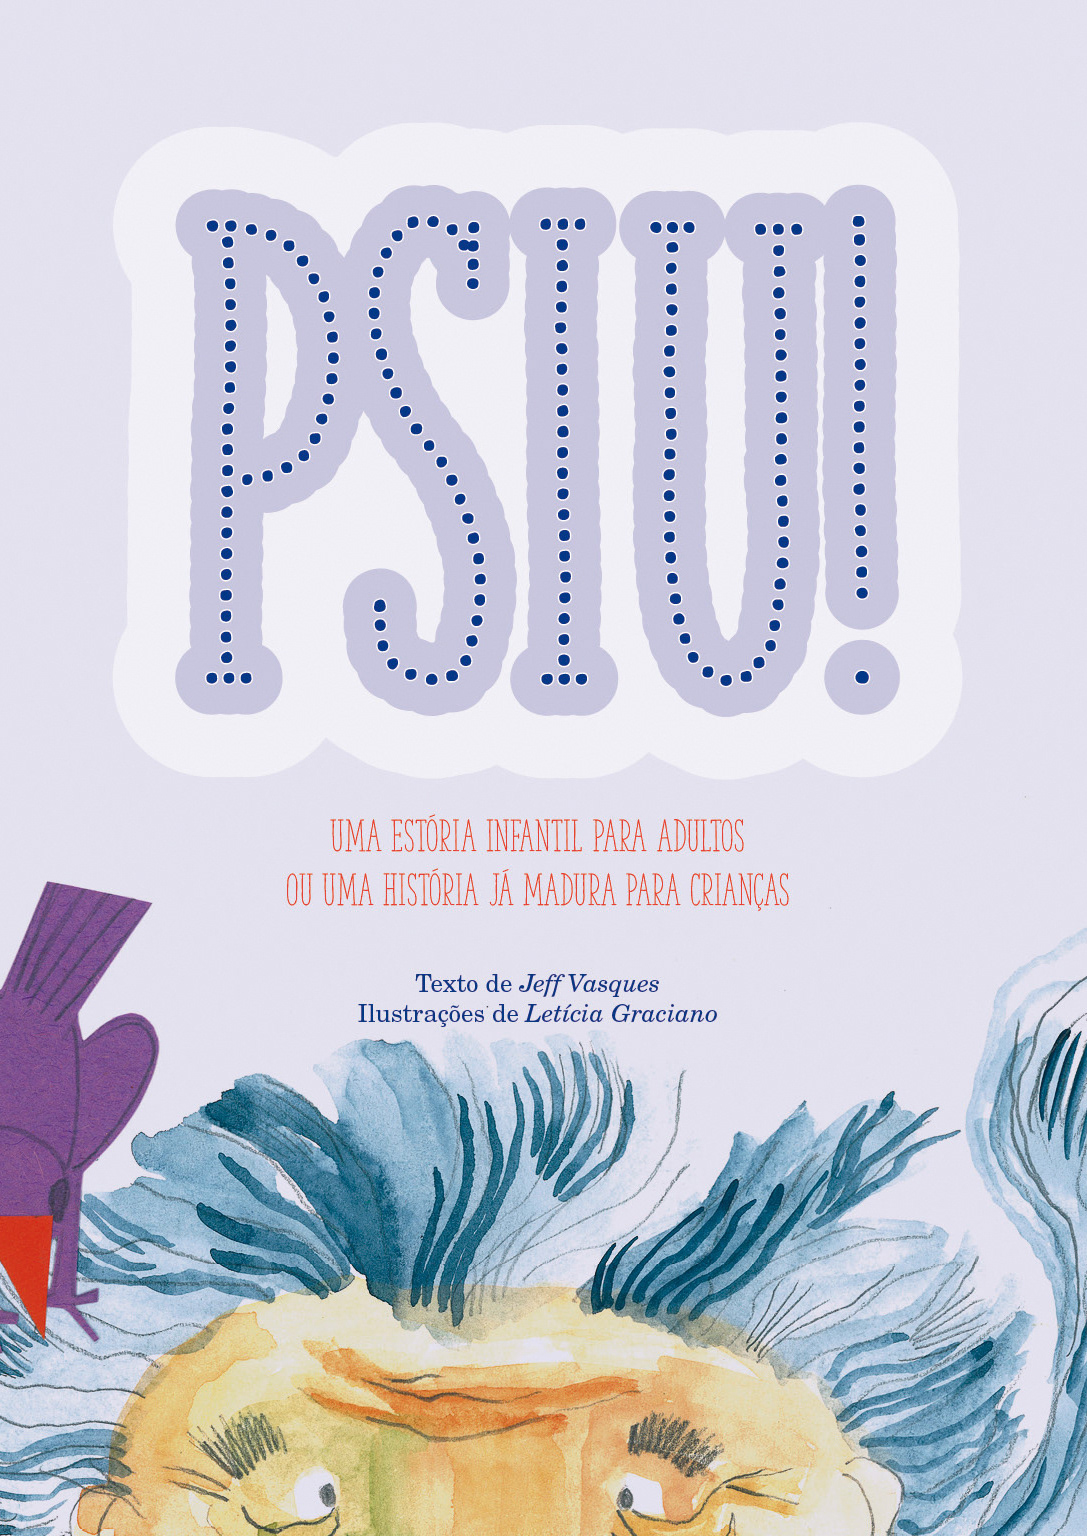 PSIU!
UMA ESTÓRIA INFANTIL PARA ADULTOS
OU UMA HISTÓRIA JÁ MADURA PARA CRIANÇAS
Texto de Jeff Vasques
Ilustrações de Letícia Graciano